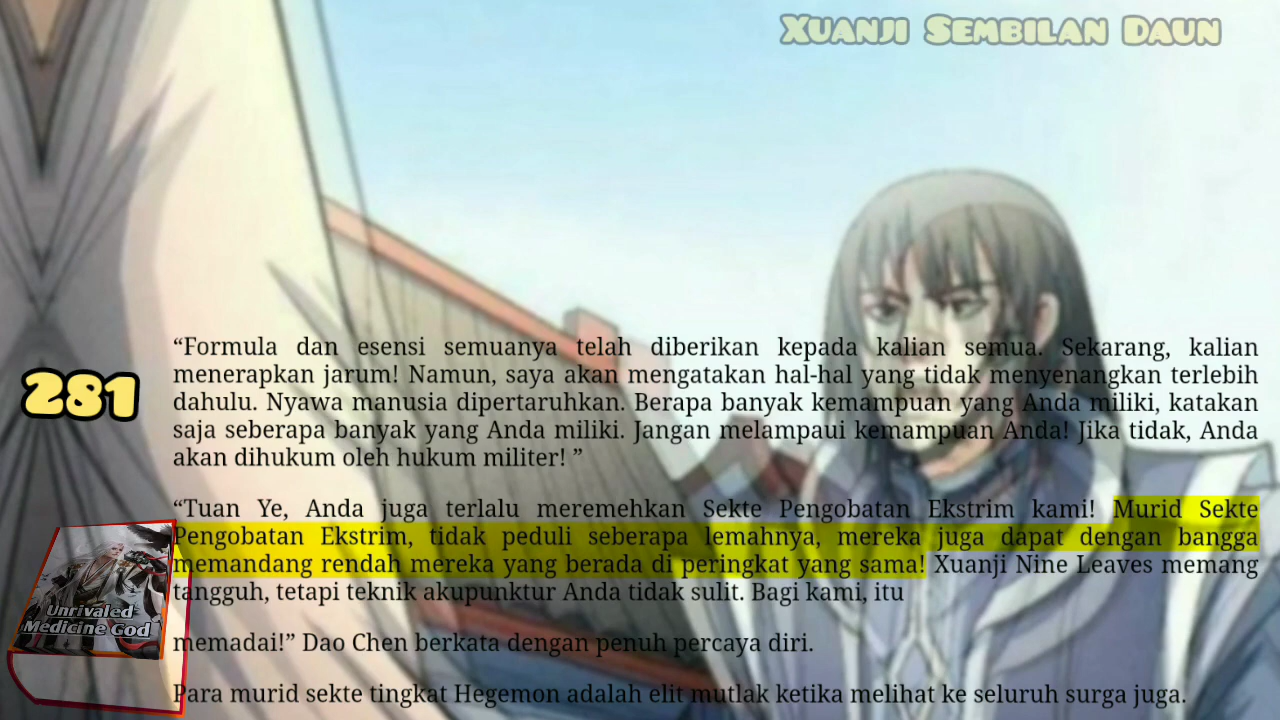 Xuanji Sembilan Daun
“Formula dan esensi semuanya telah diberikan kepada kalian semua. Sekarang, kalian
menerapkan jarum! Namun, saya akan mengatakan hal-hal yang tidak menyenangkan terlebih
dahulu. Nyawa manusia dipertaruhkan. Berapa banyak kemampuan yang Anda miliki, katakan
saja seberapa banyak yang Anda miliki. Jangan melampaui kemampuan Anda! Jika tidak, Anda
akan dihukum oleh hukum militer! ”
281
“Tuan Ye, Anda juga terlalu meremehkan Sekte Pengobatan Ekstrim kami! Murid Sekte
Pengobatan Ekstrim, tidak peduli seberapa lemahnya, mereka juga dapat dengan bangga
memandang rendah mereka yang berada di peringkat yang sama! Xuanji Nine Leaves memang
tangguh, tetapi teknik akupunktur Anda tidak sulit. Bagi kami, itu
memadai!” Dao Chen berkata dengan penuh percaya diri.
Para murid sekte tingkat Hegemon adalah elit mutlak ketika melihat ke seluruh surga juga.
Unrivaled
Medicine God